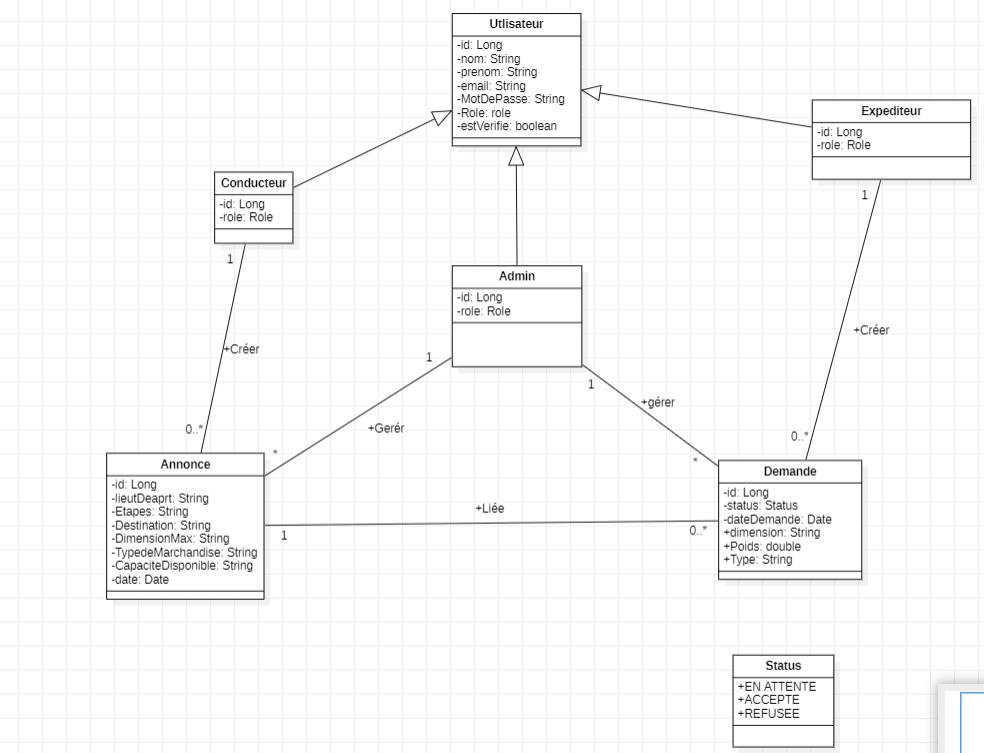 Utlisateur
-id: Long
-nom: String
-prenom: String
-email: String
-MotDePasse: String
-Role: role
-estVerifie: boolean
Expediteur
-id: Long
-role: Role
1
Conducteur
-id: Long
-role: Role
1
Admin
-id: Long
-role: Role
+Créer
+Créer
1
1
+gérer
+Gerér
0..*
0..*
*
*
Annonce
-id: Long
-lieutDeaprt: String
-Etapes: String
-Destination: String
-DimensionMax: String
-TypedeMarchandise: String
-CapaciteDisponible: String
-date: Date
+Liée
1
0..*
Demande
-id: Long
-status: Status
-dateDemande: Date
+dimension: String
+Poids: double
+Type: String
Status
+EN ATTENTE
+ACCEPTE
+REFUSEE